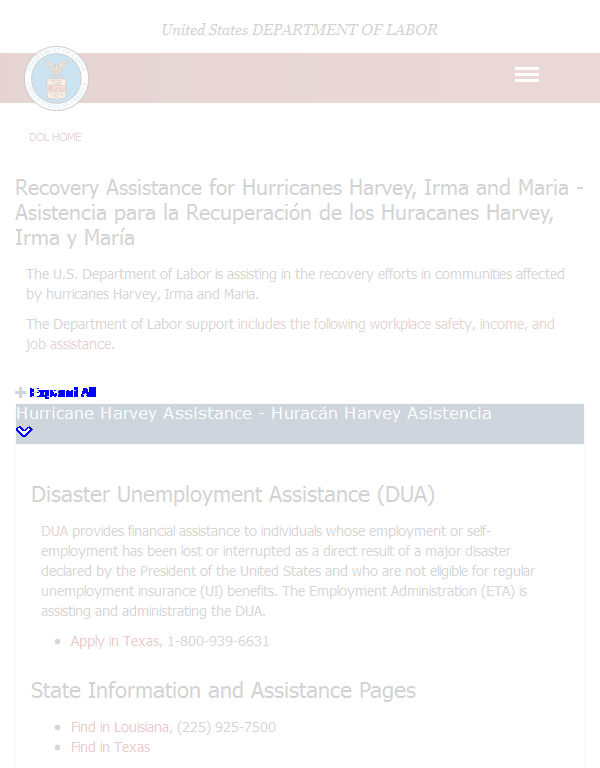 United States DEPARTMENT OF LABOR
DOL HOME
Recovery Assistance for Hurricanes Harvey, Irma and Maria -
Asistencia para la Recuperación de los Huracanes Harvey,
Irma y María
The U.S. Department of Labor is assisting in the recovery efforts in communities affected
by hurricanes Harvey, Irma and Maria.
The Department of Labor support includes the following workplace safety, income, and
job assistance.
Expand All
Hurricane Harvey Assistance - Huracán Harvey Asistencia
Disaster Unemployment Assistance (DUA)
DUA provides financial assistance to individuals whose employment or self-
employment has been lost or interrupted as a direct result of a major disaster
declared by the President of the United States and who are not eligible for regular
unemployment insurance (UI) benefits. The Employment Administration (ETA) is
assisting and administrating the DUA.
Apply in Texas, 1-800-939-6631
State Information and Assistance Pages
Find in Louisiana, (225) 925-7500
Find in Texas